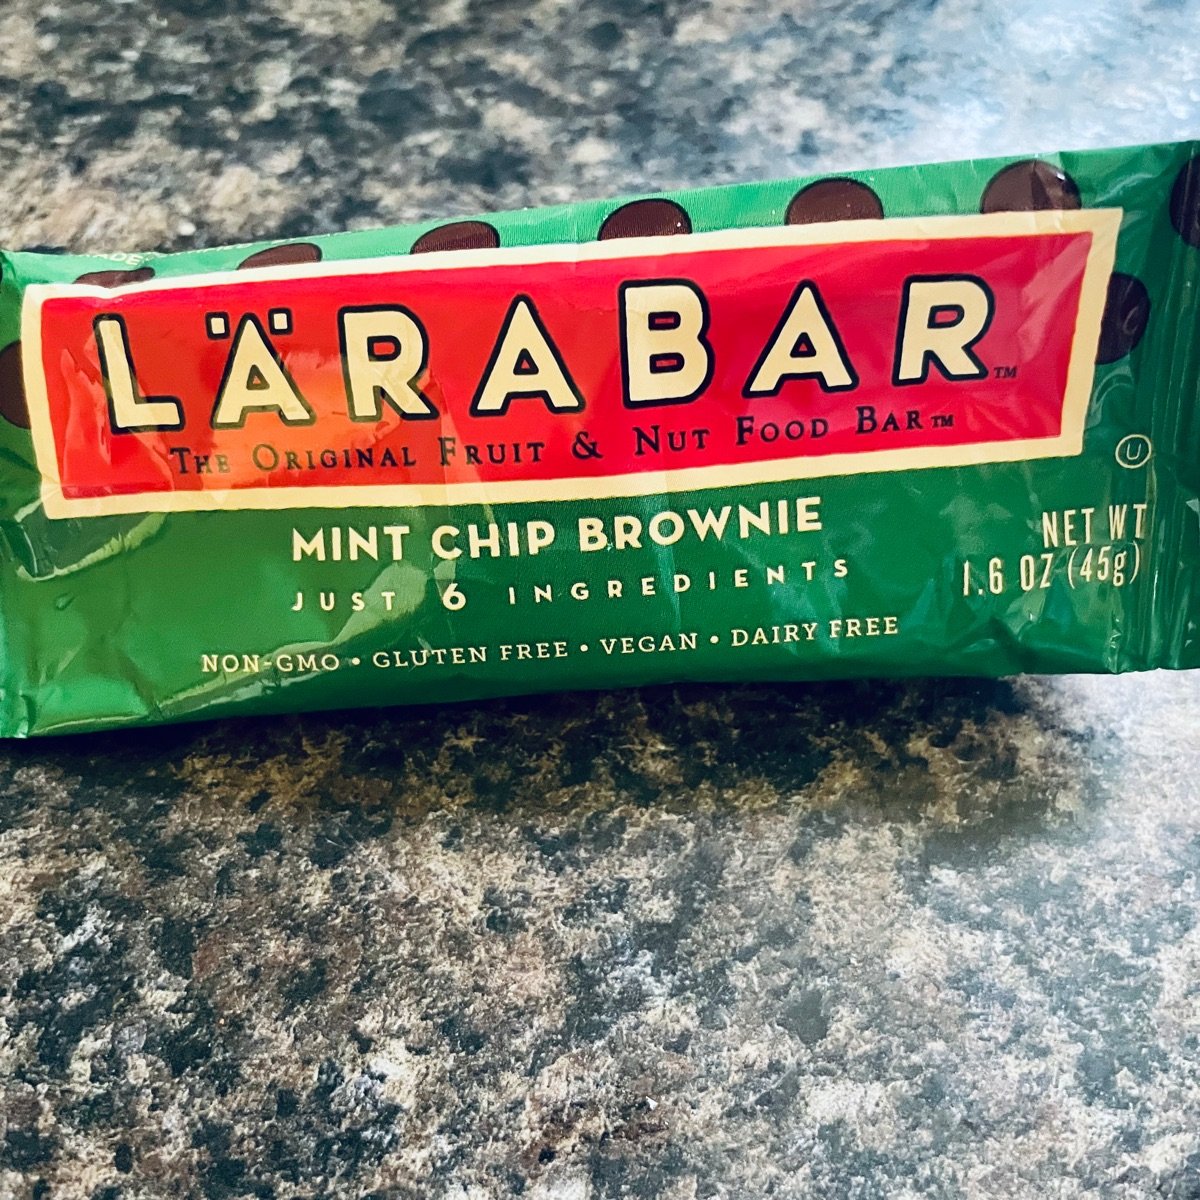 LÄRABAR™
THE ORIGINAL FRUIT & NUT FOOD BAR™
MINT CHIP BROWNIE
JUST 6 INGREDIENTS
NON-GMO • GLUTEN FREE • VEGAN • DAIRY FREE
U
NET WT
1.6 OZ (45g)